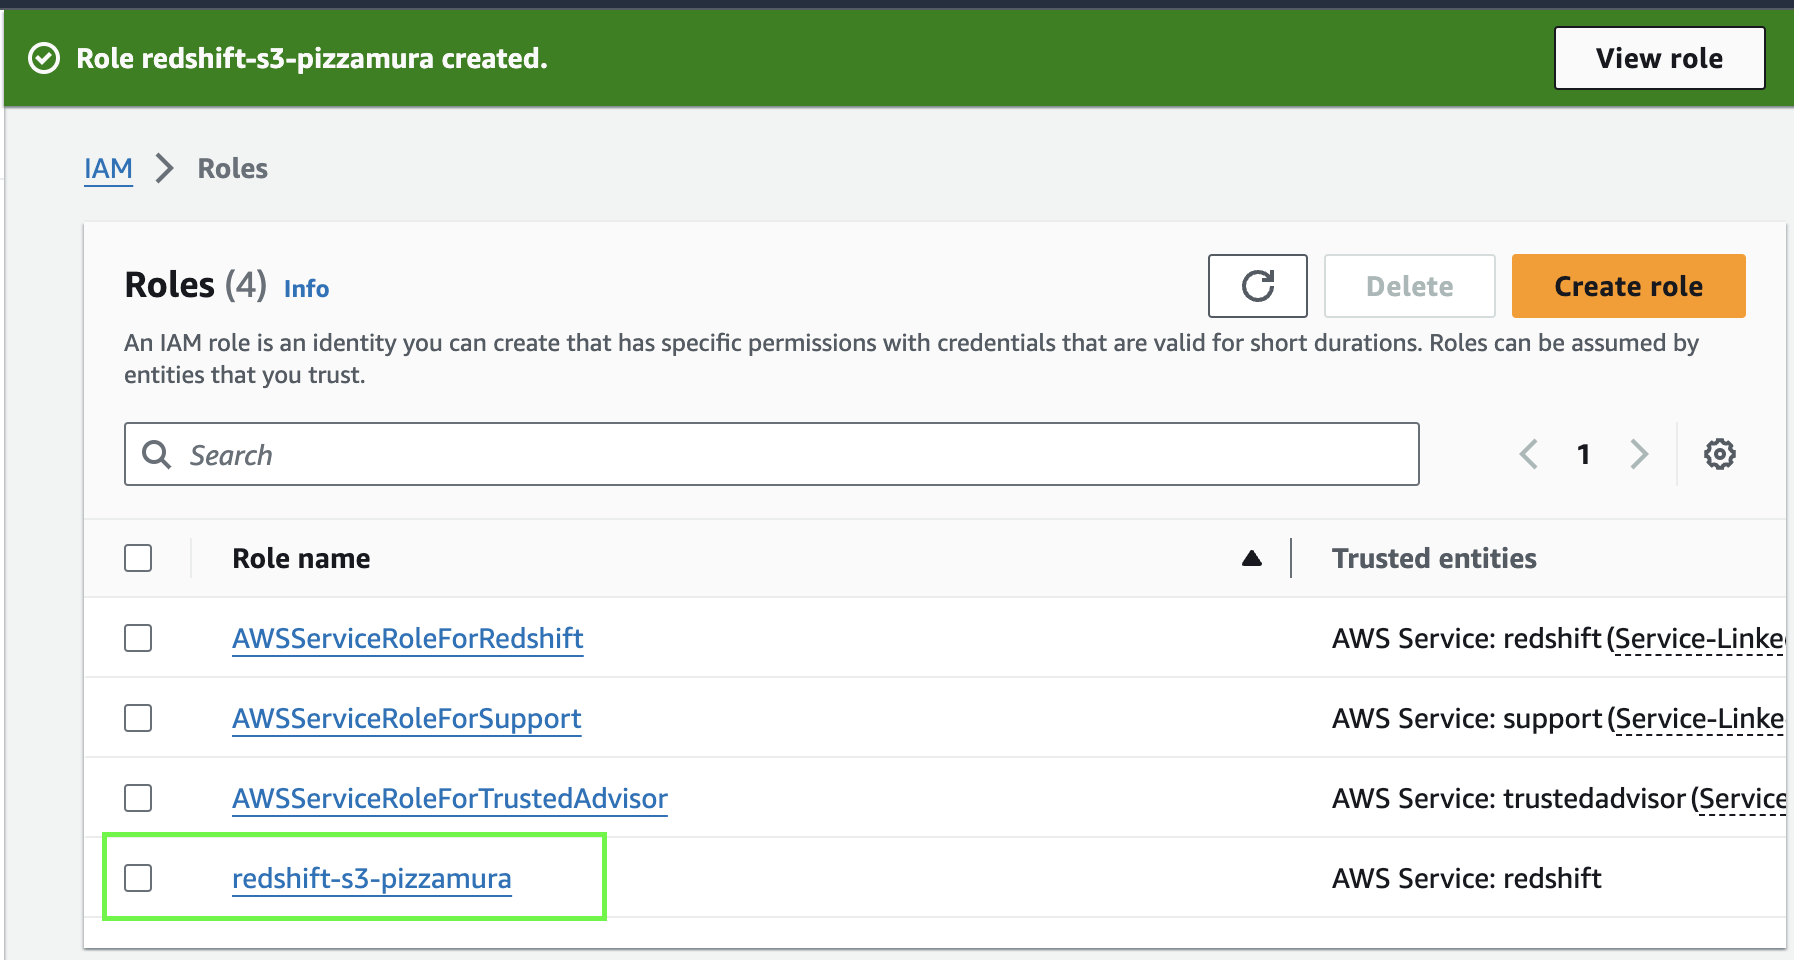 Role redshift-s3-pizzamura created.
View role
IAM
Roles
Roles (4) Info
Delete
Create role
An IAM role is an identity you can create that has specific permissions with credentials that are valid for short durations. Roles can be assumed by
entities that you trust.
Search
1
Role name
Trusted entities
AWSServiceRoleForRedshift
AWS Service: redshift (Service-Linke
AWSServiceRoleForSupport
AWS Service: support (Service-Linke
AWSServiceRoleForTrustedAdvisor
AWS Service: trustedadvisor (Service
redshift-s3-pizzamura
AWS Service: redshift